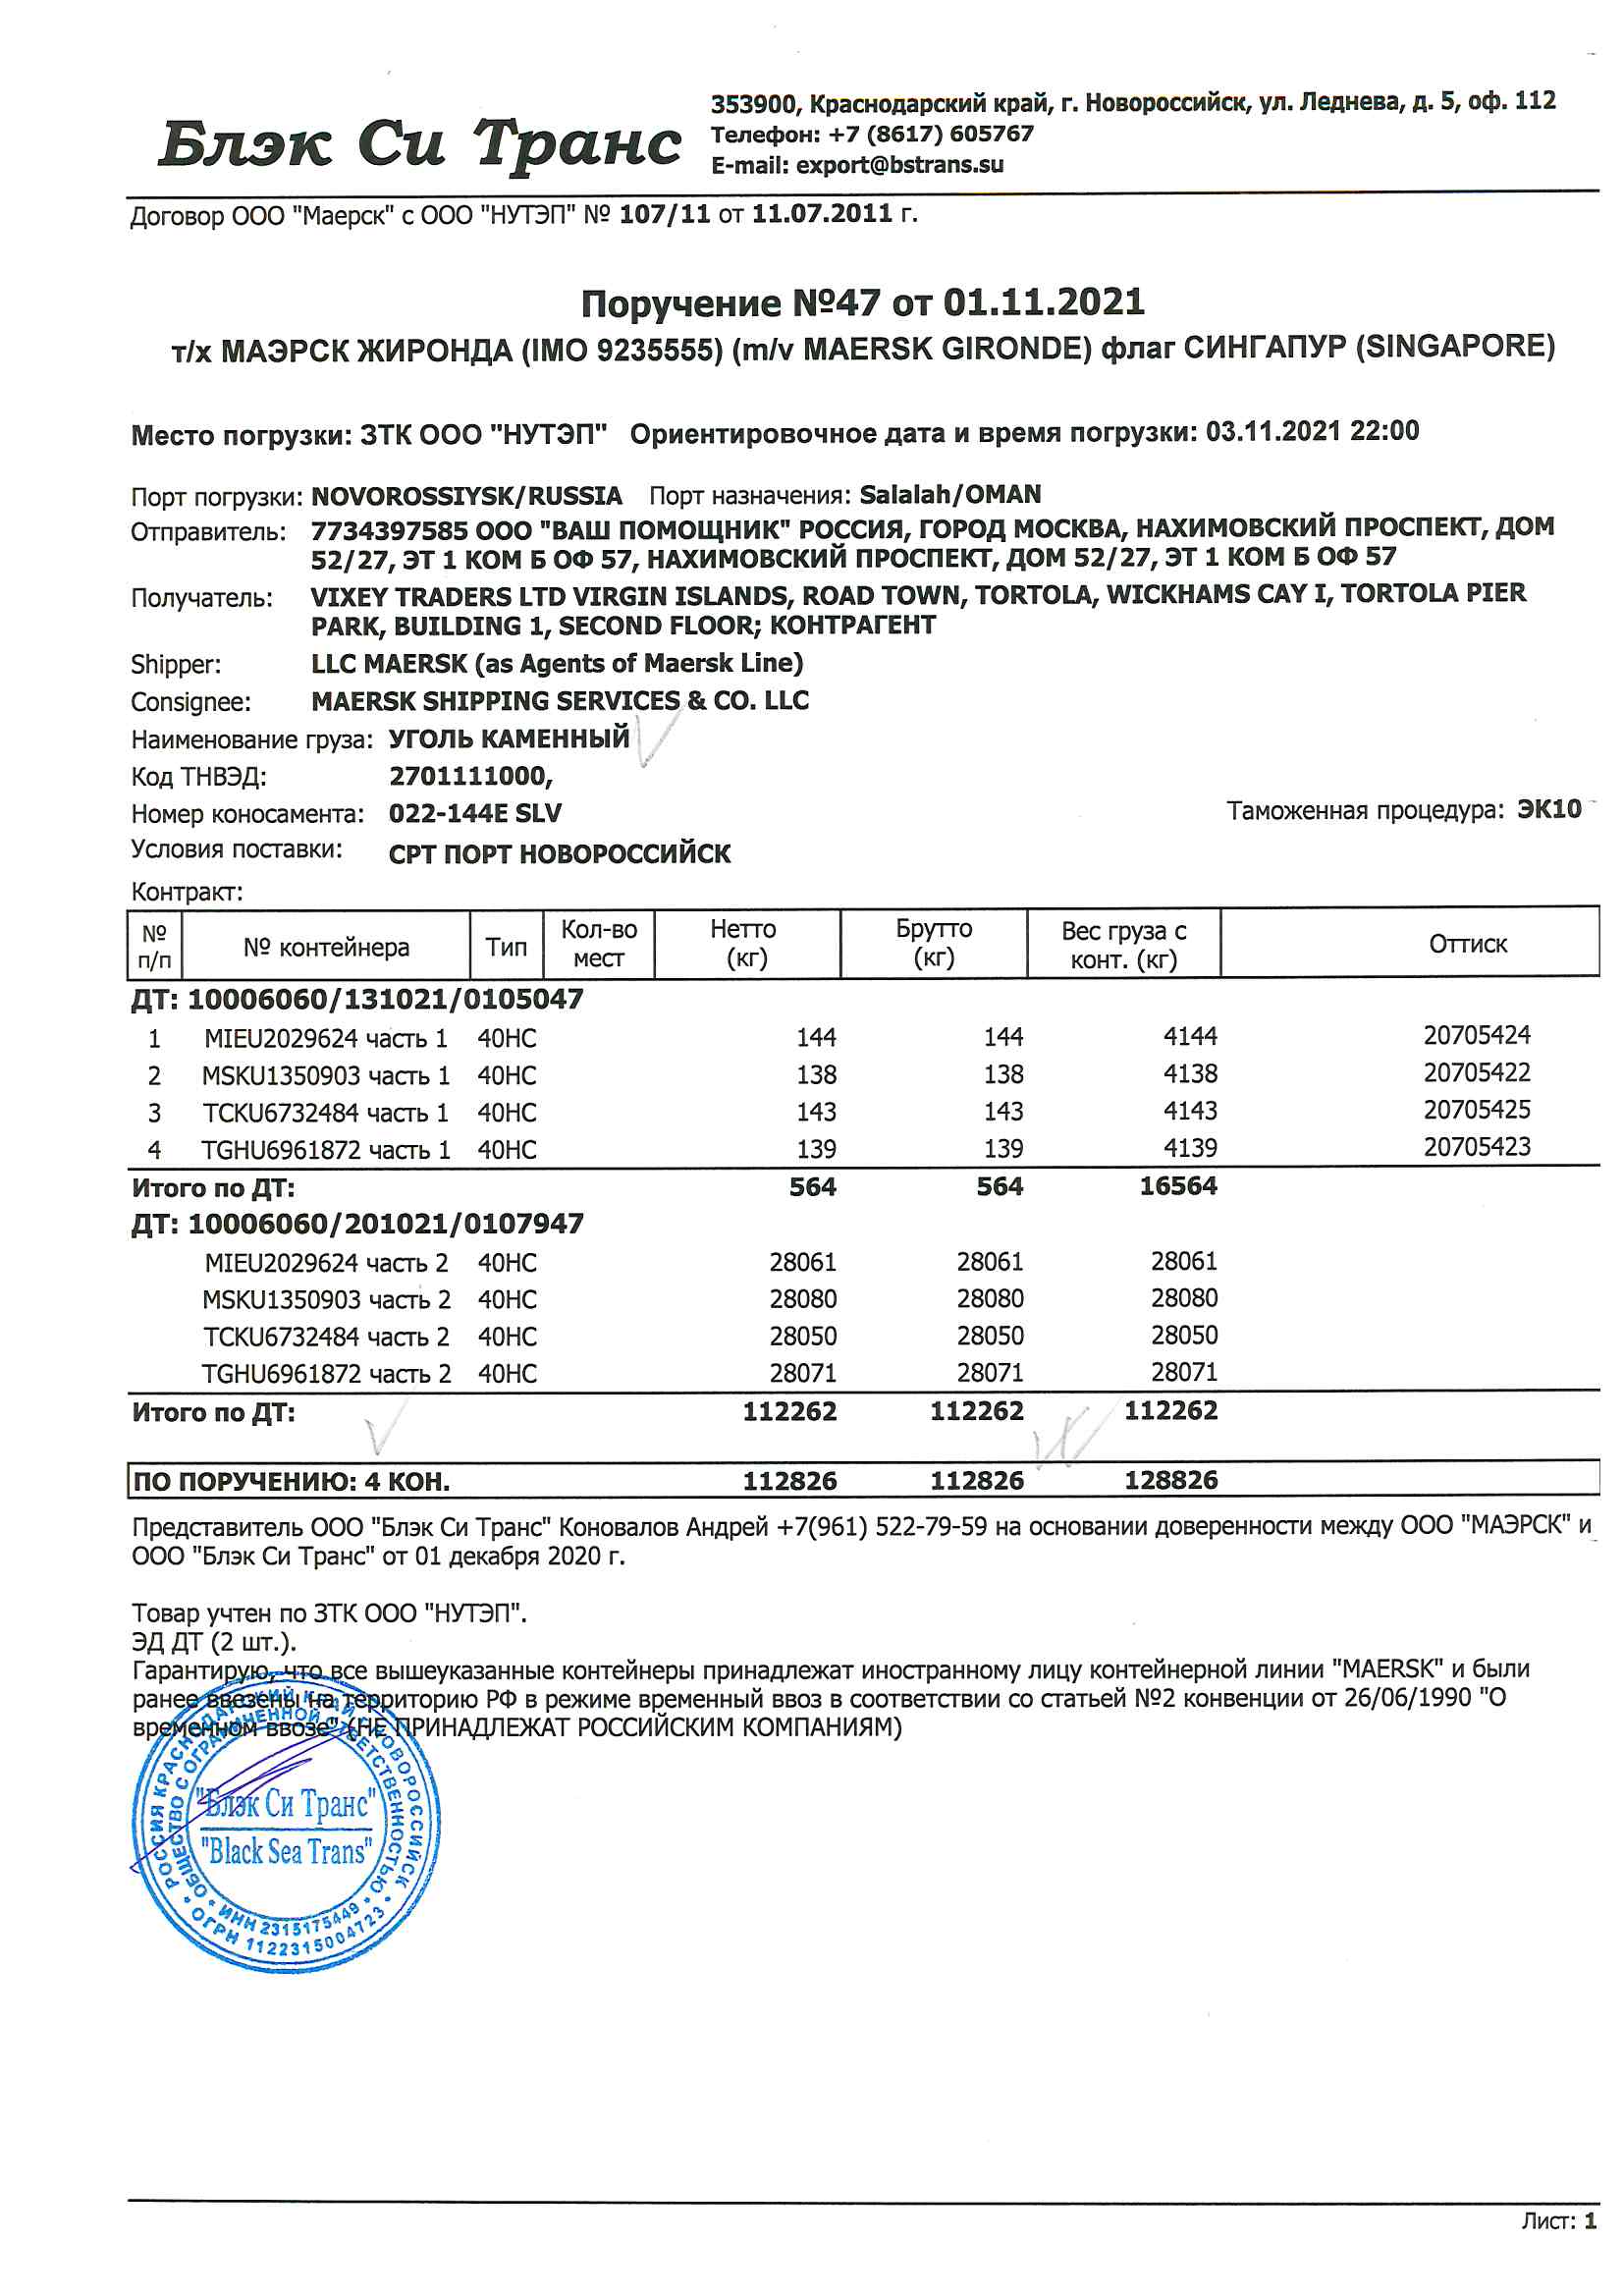 Блэк Си Транс
353900, Краснодарский край, г. Новороссийск, ул. Леднева, д. 5, оф. 112
Телефон: +7 (8617) 605767
E-mail: export@bstrans.su
Договор ООО "Маерск" с ООО "НУТЭП" № 107/11 от 11.07.2011 г.
Поручение №47 от 01.11.2021
т/х МАЭРСК ЖИРОНДА (IMO 9235555) (m/v MAERSK GIRONDE) флаг СИНГАПУР (SINGAPORE)
Место погрузки: ЗТК ООО "НУТЭП" Ориентировочное дата и время погрузки: 03.11.2021 22:00
Порт погрузки: NOVOROSSIYSK/RUSSIA Порт назначения: Salalah/OMAN
Отправитель: 7734397585 ООО "ВАШ ПОМОЩНИК" РОССИЯ, ГОРОД МОСКВА, НАХИМОВСКИЙ ПРОСПЕКТ, ДОМ
52/27, ЭТ 1 КОМ Б ОФ 57, НАХИМОВСКИЙ ПРОСПЕКТ, ДОМ 52/27, ЭТ 1 КОМ Б ОФ 57
Получатель: VIXEY TRADERS LTD VIRGIN ISLANDS, ROAD TOWN, TORTOLA, WICKHAMS CAY I, TORTOLA PIER
PARK, BUILDING 1, SECOND FLOOR; КОНТРАГЕНТ
Shipper: LLC MAERSK (as Agents of Maersk Line)
Consignee: MAERSK SHIPPING SERVICES & CO. LLC
Наименование груза: УГОЛЬ КАМЕННЫЙ
Код ТНВЭД: 2701111000,
Номер коносамента: 022-144E SLV Таможенная процедура: ЭК10
Условия поставки: CPT ПОРТ НОВОРОССИЙСК
Контракт:
№ п/п № контейнера Тип Кол-во мест Нетто (кг) Брутто (кг) Вес груза с конт. (кг) Оттиск
ДТ: 10006060/131021/0105047
1 MIEU2029624 часть 1 40HC 144 144 4144 20705424
2 MSKU1350903 часть 1 40HC 138 138 4138 20705422
3 TCKU6732484 часть 1 40HC 143 143 4143 20705425
4 TGHU6961872 часть 1 40HC 139 139 4139 20705423
Итого по ДТ: 564 564 16564
ДТ: 10006060/201021/0107947
MIEU2029624 часть 2 40HC 28061 28061 28061
MSKU1350903 часть 2 40HC 28080 28080 28080
TCKU6732484 часть 2 40HC 28050 28050 28050
TGHU6961872 часть 2 40HC 28071 28071 28071
Итого по ДТ: 112262 112262 112262
ПО ПОРУЧЕНИЮ: 4 КОН. 112826 112826 128826
Представитель ООО "Блэк Си Транс" Коновалов Андрей +7(961) 522-79-59 на основании доверенности между ООО "МАЭРСК" и
ООО "Блэк Си Транс" от 01 декабря 2020 г.
Товар учтен по ЗТК ООО "НУТЭП".
ЭД ДТ (2 шт.).
Гарантирую, что все вышеуказанные контейнеры принадлежат иностранному лицу контейнерной линии "MAERSK" и были
ранее ввезены на территорию РФ в режиме временный ввоз в соответствии со статьей №2 конвенции от 26/06/1990 "О
временном ввозе" (НЕ ПРИНАДЛЕЖАТ РОССИЙСКИМ КОМПАНИЯМ)
РОССИЯ КРАСНОДАРСКИЙ КРАЙ Г.НОВОРОССИЙСК
ОБЩЕСТВО С ОГРАНИЧЕННОЙ ОТВЕТСТВЕННОСТЬЮ
"Блэк Си Транс"
"Black Sea Trans"
ИНН 2315175449
ОГРН 1122315004723
Лист: 1